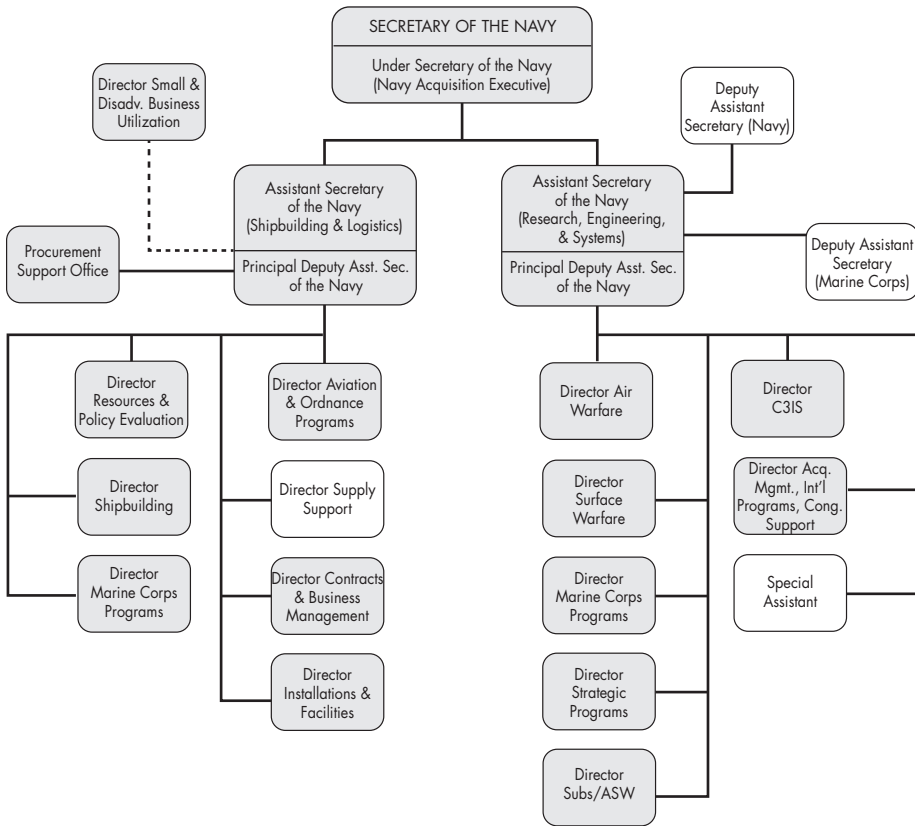 SECRETARY OF THE NAVY
Under Secretary of the Navy
(Navy Acquisition Executive)
Director Small &
Disadv. Business
Utilization
Deputy
Assistant
Secretary (Navy)
Assistant Secretary
of the Navy
(Shipbuilding & Logistics)
Principal Deputy Asst. Sec.
of the Navy
Assistant Secretary
of the Navy
(Research, Engineering,
& Systems)
Principal Deputy Asst. Sec.
of the Navy
Procurement
Support Office
Deputy Assistant
Secretary
(Marine Corps)
Director
Resources &
Policy Evaluation
Director Aviation
& Ordnance
Programs
Director Air
Warfare
Director
C3IS
Director
Shipbuilding
Director Supply
Support
Director
Surface
Warfare
Director Acq.
Mgmt., Int'l
Programs, Cong.
Support
Director
Marine Corps
Programs
Director Contracts
& Business
Management
Director
Marine Corps
Programs
Special
Assistant
Director
Installations &
Facilities
Director
Strategic
Programs
Director
Subs/ASW